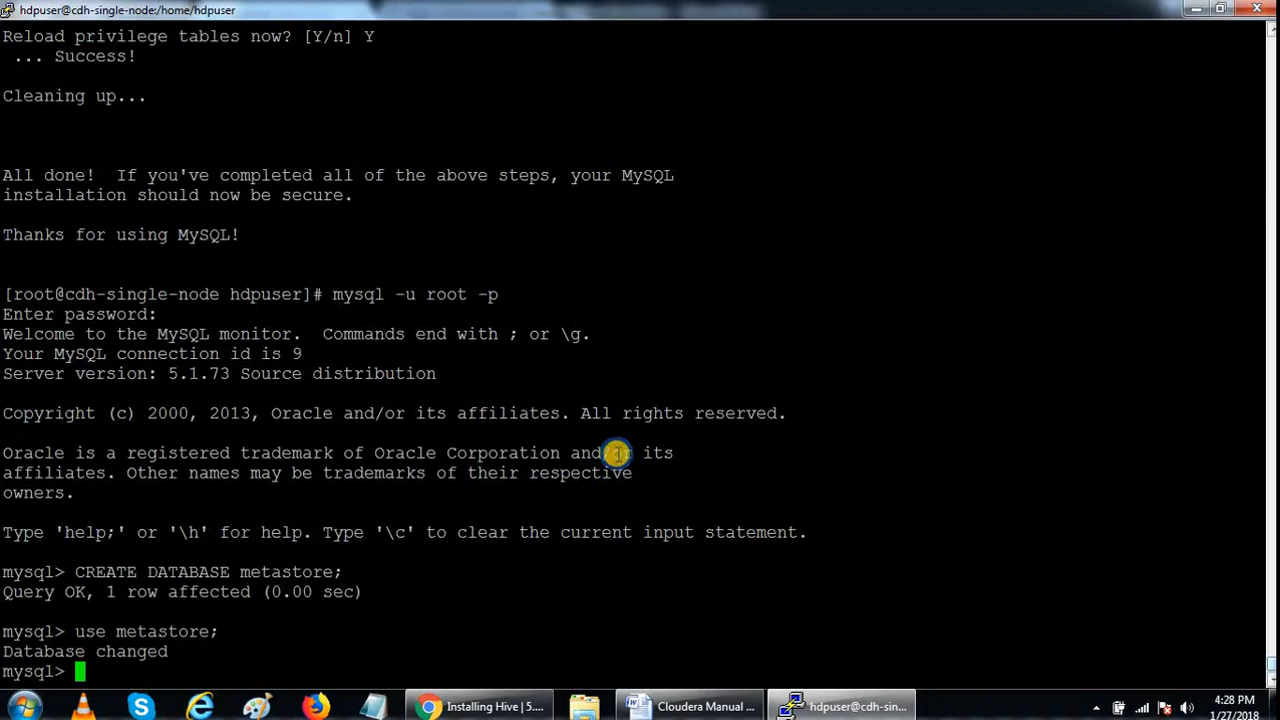 hdpuser@cdh-single-node:/home/hdpuser
Reload privilege tables now? [Y/n] Y
... Success!
Cleaning up...
All done!  If you've completed all of the above steps, your MySQL
installation should now be secure.
Thanks for using MySQL!
[root@cdh-single-node hdpuser]# mysql -u root -p
Enter password:
Welcome to the MySQL monitor.  Commands end with ; or \g.
Your MySQL connection id is 9
Server version: 5.1.73 Source distribution
Copyright (c) 2000, 2013, Oracle and/or its affiliates. All rights reserved.
Oracle is a registered trademark of Oracle Corporation and/or its
affiliates. Other names may be trademarks of their respective
owners.
Type 'help;' or '\h' for help. Type '\c' to clear the current input statement.
mysql> CREATE DATABASE metastore;
Query OK, 1 row affected (0.00 sec)
mysql> use metastore;
Database changed
mysql>
Installing Hive | 5....
Cloudera Manual ...
hdpuser@cdh-sin...
4:28 PM
1/27/2018